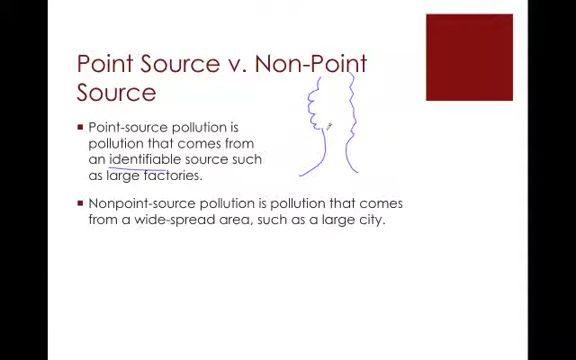 Point Source v. Non-Point
Source
Point-source pollution is
pollution that comes from
an identifiable source such
as large factories.
Nonpoint-source pollution is pollution that comes
from a wide-spread area, such as a large city.